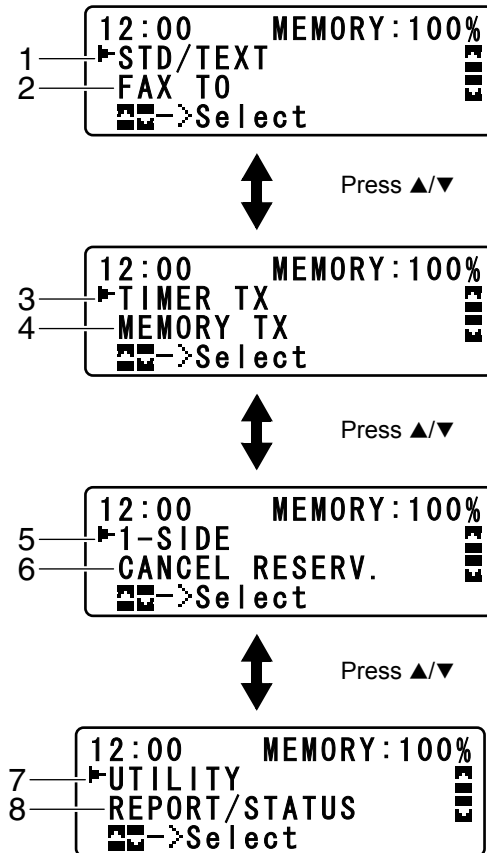 12:00 MEMORY:100%
1 STD/TEXT
2 FAX TO
->Select
Press ▲/▼
12:00 MEMORY:100%
3 TIMER TX
4 MEMORY TX
->Select
Press ▲/▼
12:00 MEMORY:100%
5 1-SIDE
6 CANCEL RESERV.
->Select
Press ▲/▼
12:00 MEMORY:100%
7 UTILITY
8 REPORT/STATUS
->Select